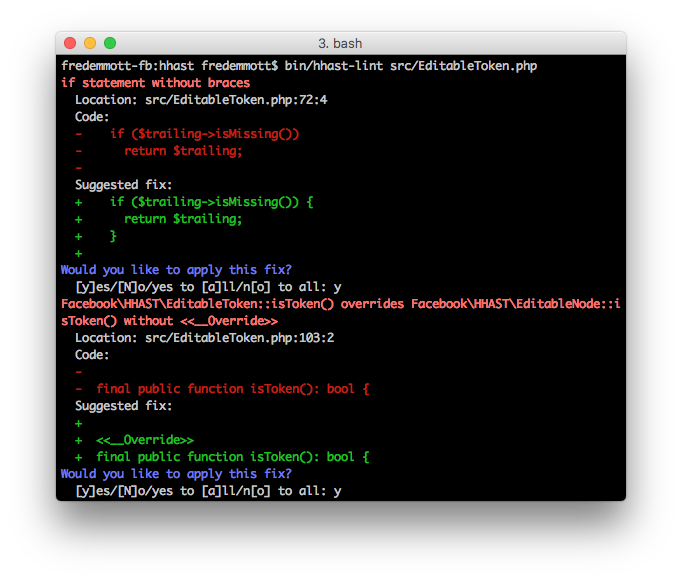 3. bash
fredemmott-fb:hhast fredemmott$ bin/hhast-lint src/EditableToken.php
if statement without braces
  Location: src/EditableToken.php:72:4
  Code:
  -    if ($trailing->isMissing())
  -      return $trailing;
  -
  Suggested fix:
  +    if ($trailing->isMissing()) {
  +      return $trailing;
  +    }
  +
Would you like to apply this fix?
  [y]es/[N]o/yes to [a]ll/n[o] to all: y
Facebook\HHAST\EditableToken::isToken() overrides Facebook\HHAST\EditableNode::i
sToken() without <<__Override>>
  Location: src/EditableToken.php:103:2
  Code:
  -
  -  final public function isToken(): bool {
  Suggested fix:
  +
  +  <<__Override>>
  +  final public function isToken(): bool {
Would you like to apply this fix?
  [y]es/[N]o/yes to [a]ll/n[o] to all: y